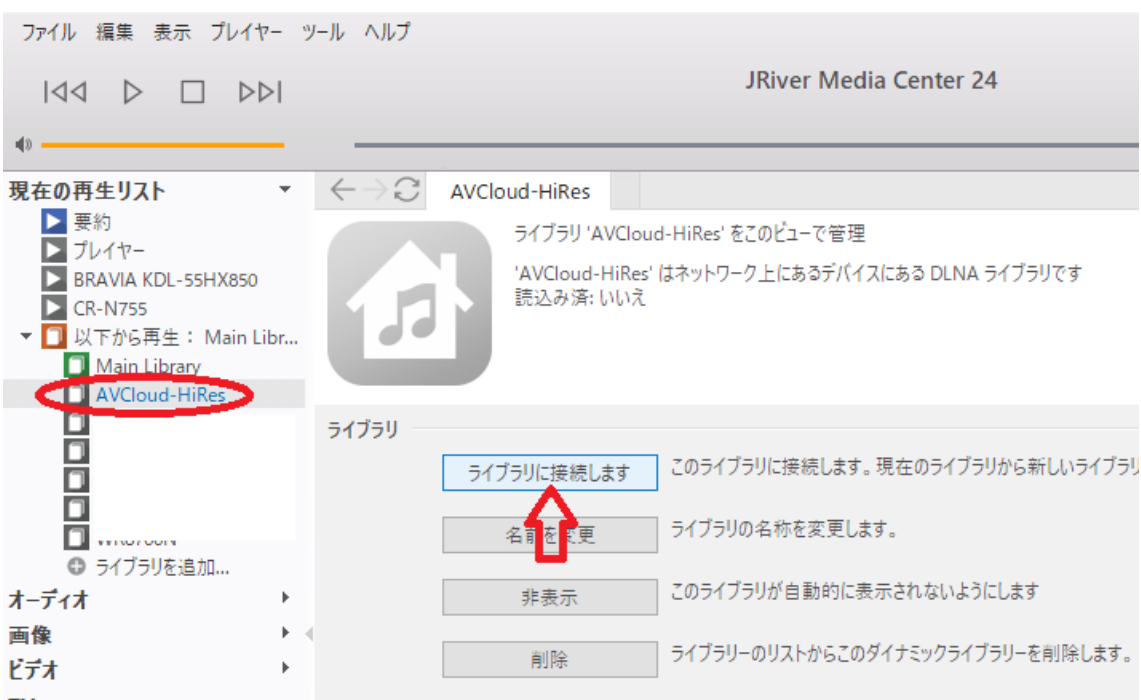 ファイル 編集 表示 プレイヤー ツール ヘルプ
JRiver Media Center 24
現在の再生リスト
要約
プレイヤー
BRAVIA KDL-55HX850
CR-N755
以下から再生： Main Libr...
Main Library
AVCloud-HiRes
ライブラリを追加...
オーディオ
画像
ビデオ
AVCloud-HiRes
ライブラリ 'AVCloud-HiRes' をこのビューで管理
'AVCloud-HiRes' はネットワーク上にあるデバイスにある DLNA ライブラリです
読込み済: いいえ
ライブラリ
ライブラリに接続します このライブラリに接続します。現在のライブラリから新しいライブラリ
名前を変更 ライブラリの名称を変更します。
非表示 このライブラリが自動的に表示されないようにします
削除 ライブラリーのリストからこのダイナミックライブラリーを削除します。